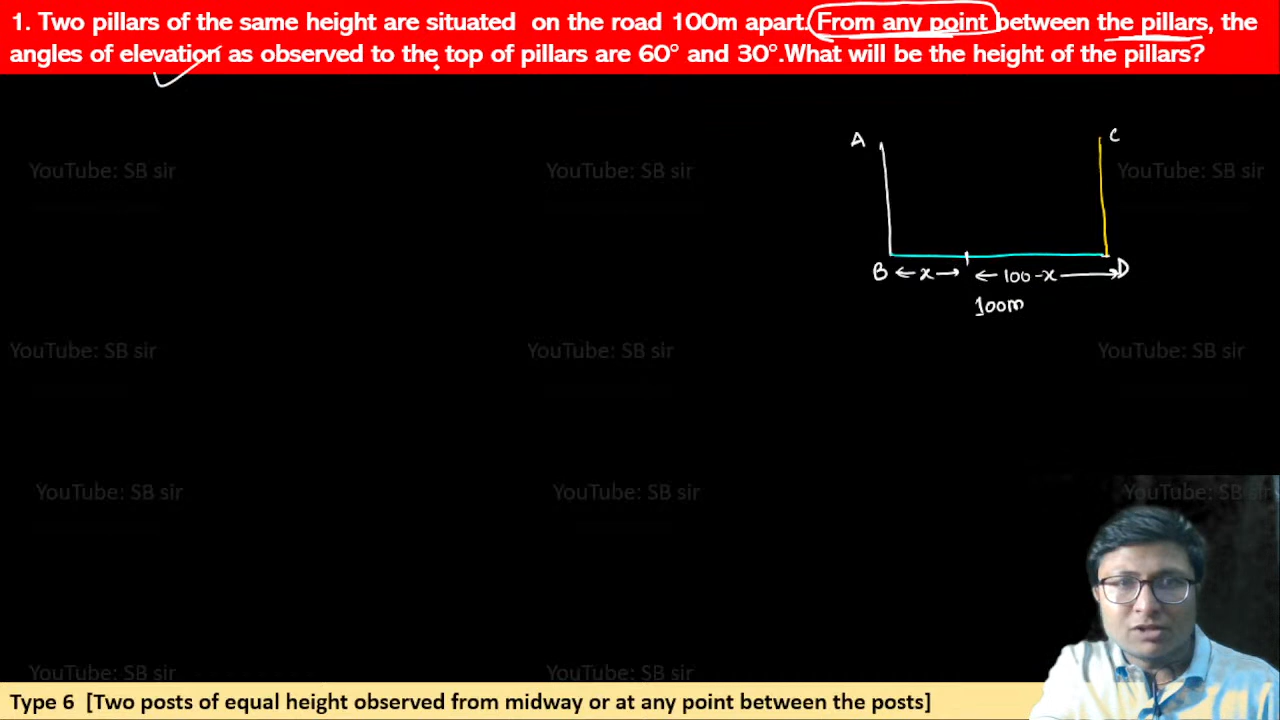 1. Two pillars of the same height are situated on the road 100m apart. From any point between the pillars, the
angles of elevation as observed to the top of pillars are 60° and 30°.What will be the height of the pillars?
A C
YouTube: SB sir YouTube: SB sir YouTube: SB sir
B x 100-x D
100m
YouTube: SB sir YouTube: SB sir YouTube: SB sir
YouTube: SB sir YouTube: SB sir YouTube: SB sir
YouTube: SB sir YouTube: SB sir
Type 6 [Two posts of equal height observed from midway or at any point between the posts]